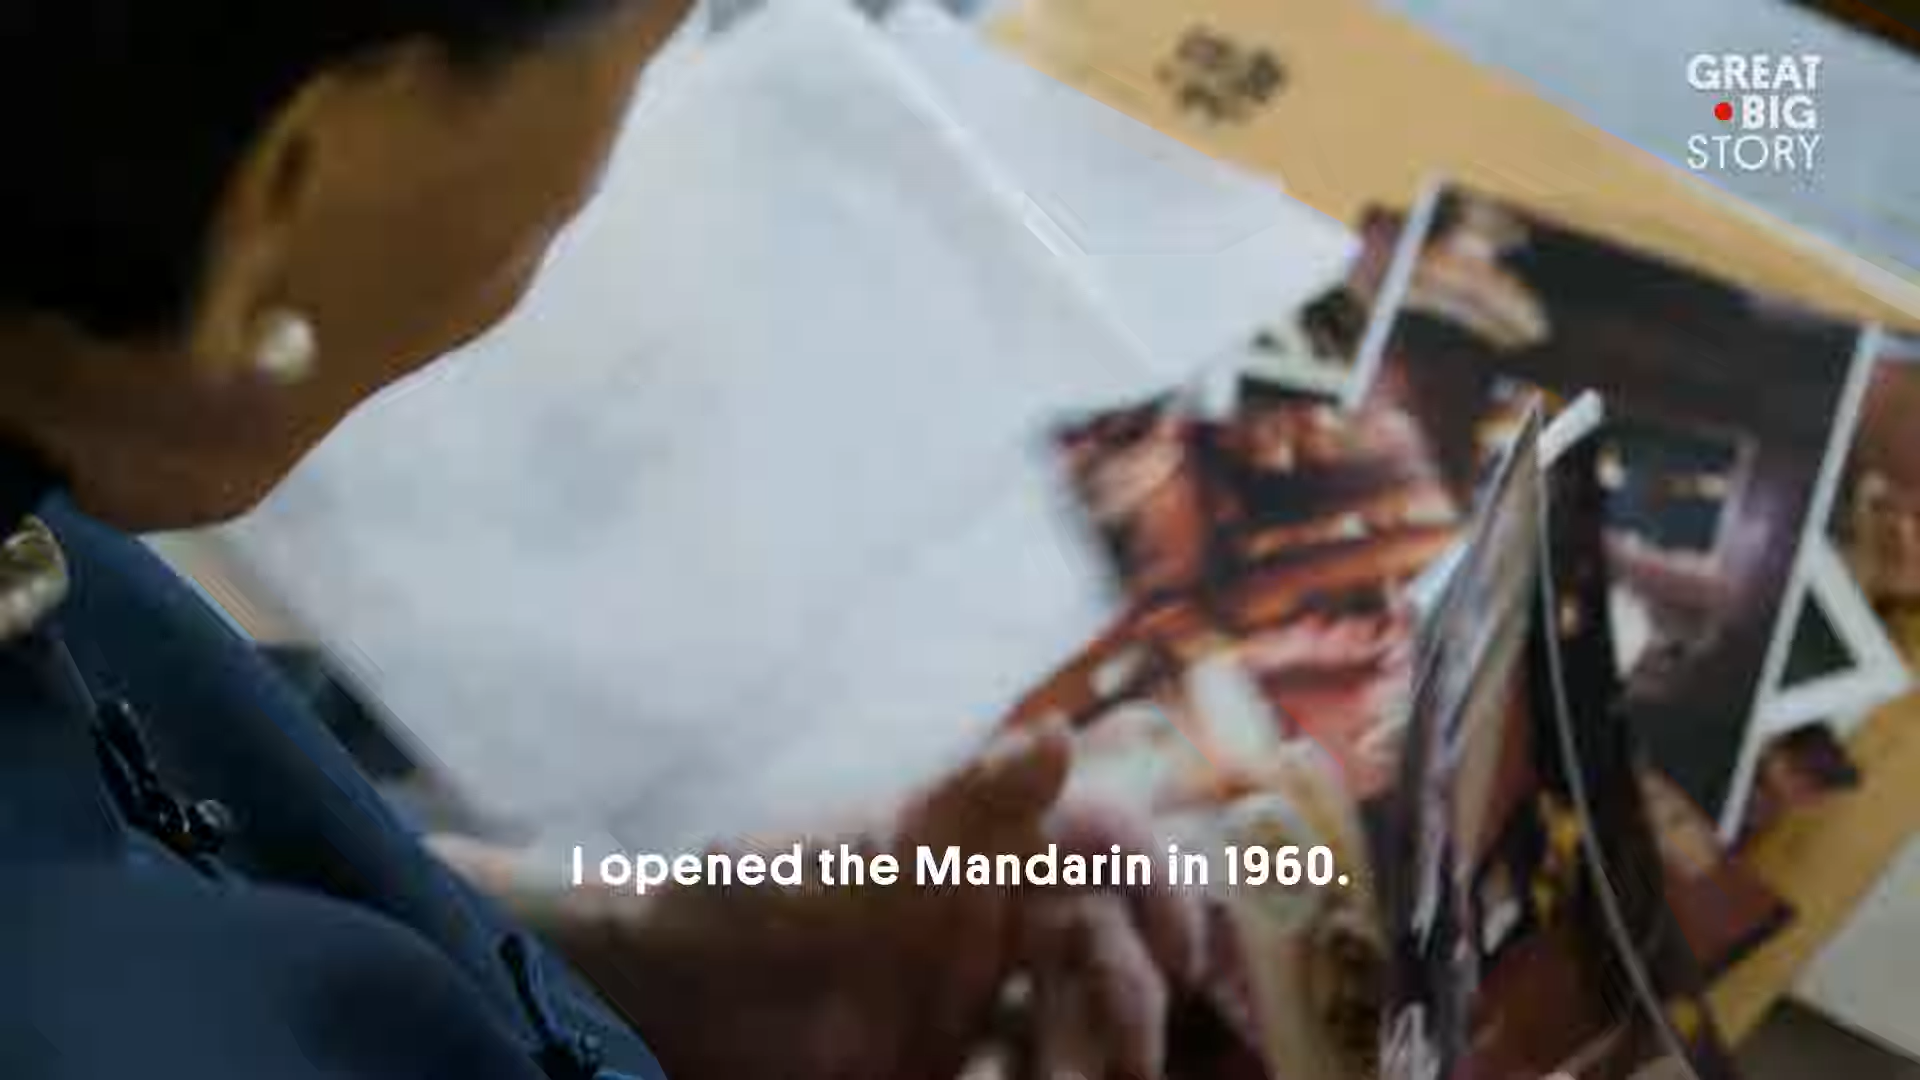 GREAT
BIG
STORY
I opened the Mandarin in 1960.